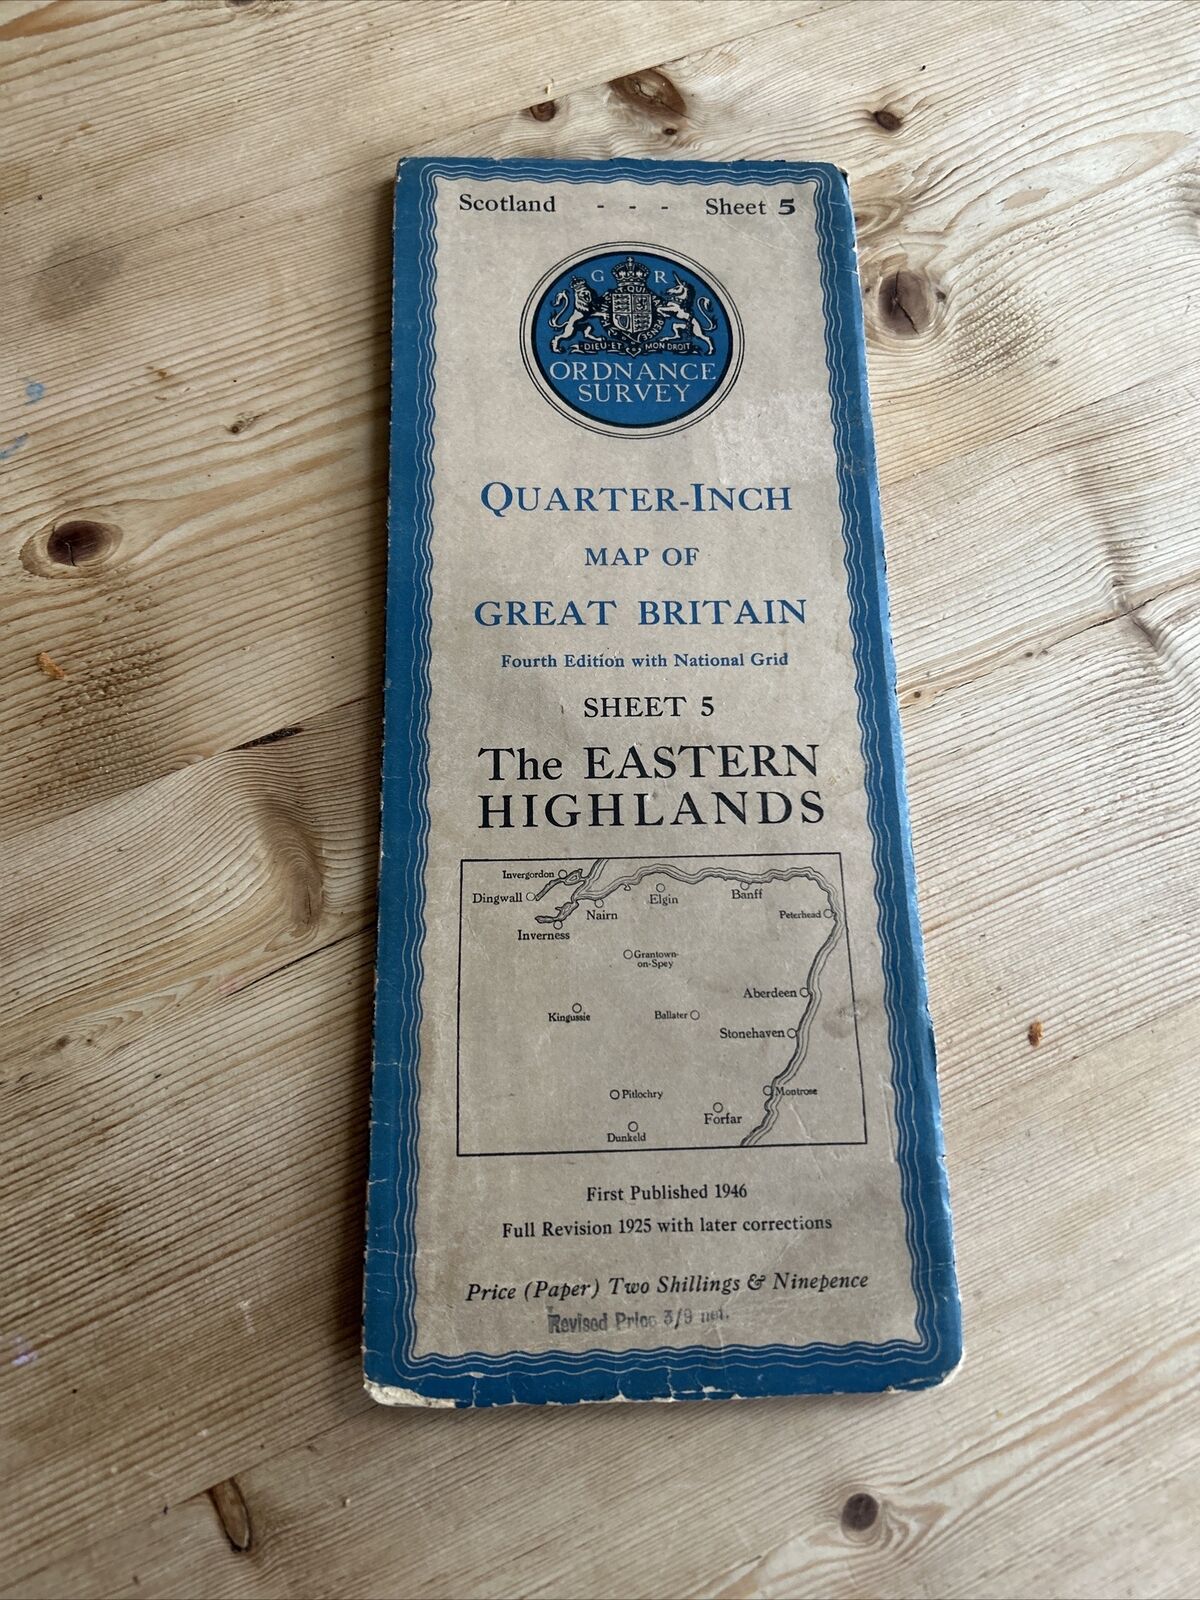 Scotland - - - Sheet 5
G R
DIEU·ET MON DROIT
ORDNANCE
SURVEY
QUARTER-INCH
MAP OF
GREAT BRITAIN
Fourth Edition with National Grid
SHEET 5
The EASTERN
HIGHLANDS
Invergordon
Dingwall
Nairn
Elgin
Banff
Peterhead
Inverness
Grantown-
on-Spey
Aberdeen
Kingussie
Ballater
Stonehaven
Pitlochry
Montrose
Forfar
Dunkeld
First Published 1946
Full Revision 1925 with later corrections
Price (Paper) Two Shillings & Ninepence
Revised Price 3/9 net.